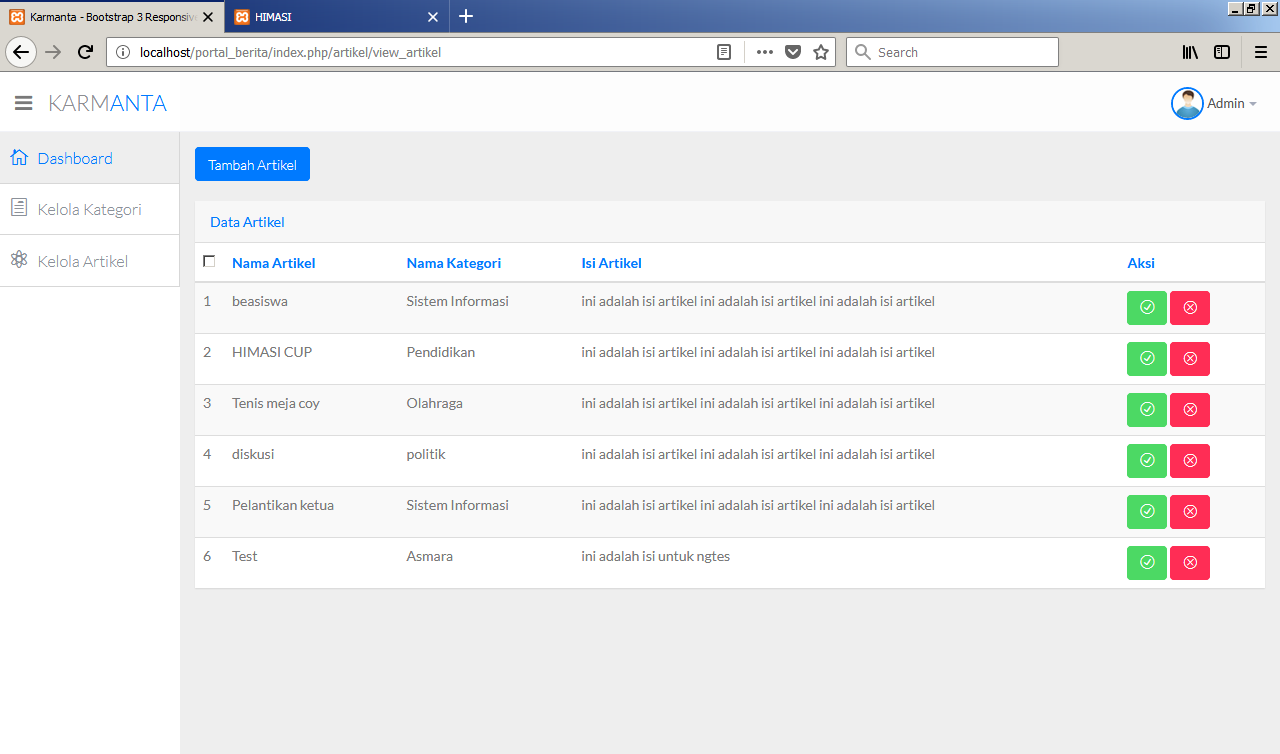 Karmanta - Bootstrap 3 Responsiv
HIMASI
localhost/portal_berita/index.php/artikel/view_artikel
Search
KARMANTA
Admin
Dashboard
Kelola Kategori
Kelola Artikel
Tambah Artikel
Data Artikel
Nama Artikel Nama Kategori Isi Artikel Aksi
1 beasiswa Sistem Informasi ini adalah isi artikel ini adalah isi artikel ini adalah isi artikel
2 HIMASI CUP Pendidikan ini adalah isi artikel ini adalah isi artikel ini adalah isi artikel
3 Tenis meja coy Olahraga ini adalah isi artikel ini adalah isi artikel ini adalah isi artikel
4 diskusi politik ini adalah isi artikel ini adalah isi artikel ini adalah isi artikel
5 Pelantikan ketua Sistem Informasi ini adalah isi artikel ini adalah isi artikel ini adalah isi artikel
6 Test Asmara ini adalah isi untuk ngtes